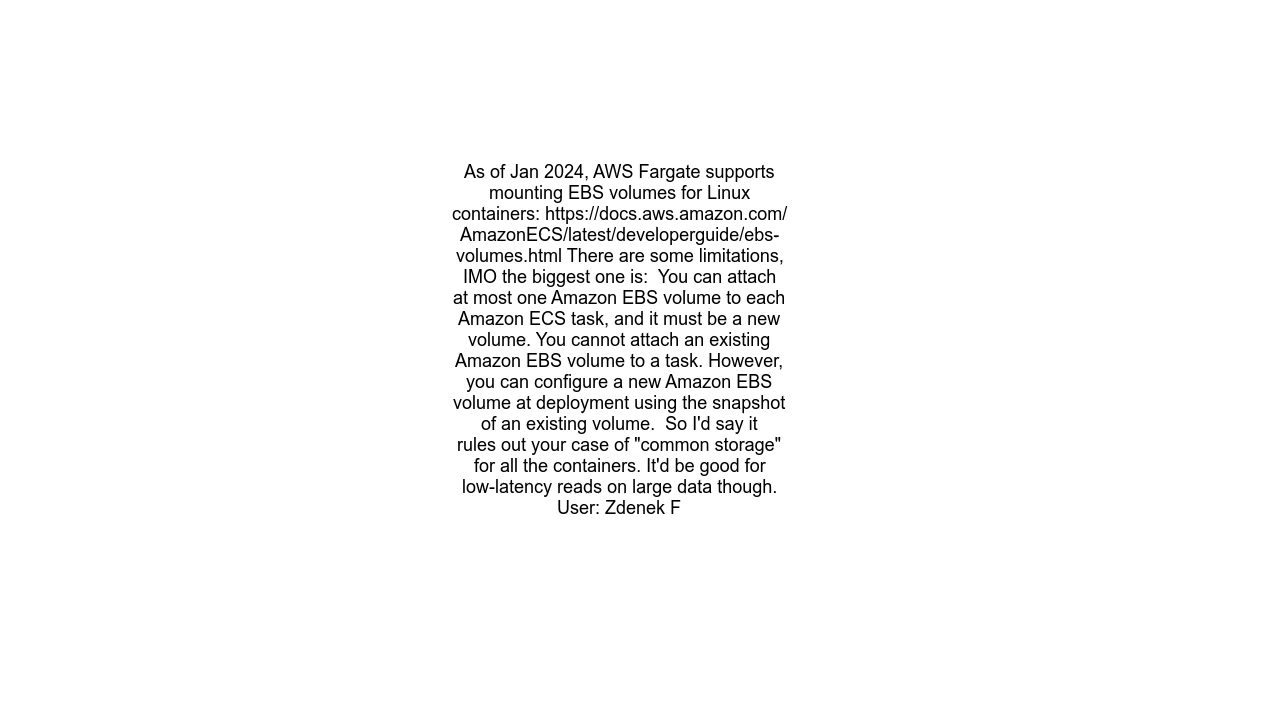 As of Jan 2024, AWS Fargate supports
mounting EBS volumes for Linux
containers: https://docs.aws.amazon.com/
AmazonECS/latest/developerguide/ebs-
volumes.html There are some limitations,
IMO the biggest one is:  You can attach
at most one Amazon EBS volume to each
Amazon ECS task, and it must be a new
volume. You cannot attach an existing
Amazon EBS volume to a task. However,
you can configure a new Amazon EBS
volume at deployment using the snapshot
of an existing volume.  So I'd say it
rules out your case of "common storage"
for all the containers. It'd be good for
low-latency reads on large data though.
User: Zdenek F